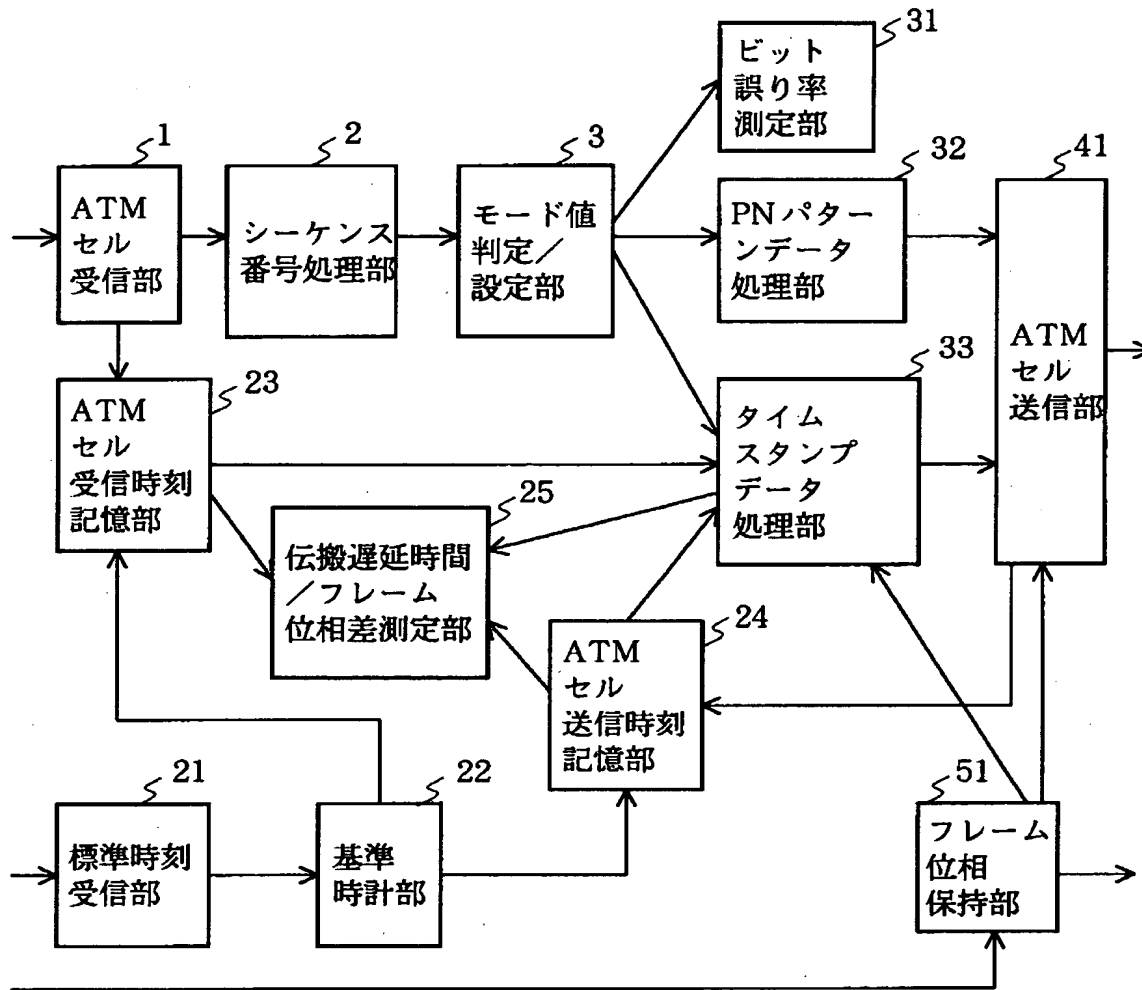 31
ビット
誤り率
測定部
1
ATM
セル
受信部
2
シーケンス
番号処理部
3
モード値
判定／
設定部
32
PNパター
ンデータ
処理部
41
ATM
セル
送信部
23
ATM
セル
受信時刻
記憶部
33
タイム
スタンプ
データ
処理部
25
伝搬遅延時間
／フレーム
位相差測定部
24
ATM
セル
送信時刻
記憶部
21
標準時刻
受信部
22
基準
時計部
51
フレーム
位相
保持部